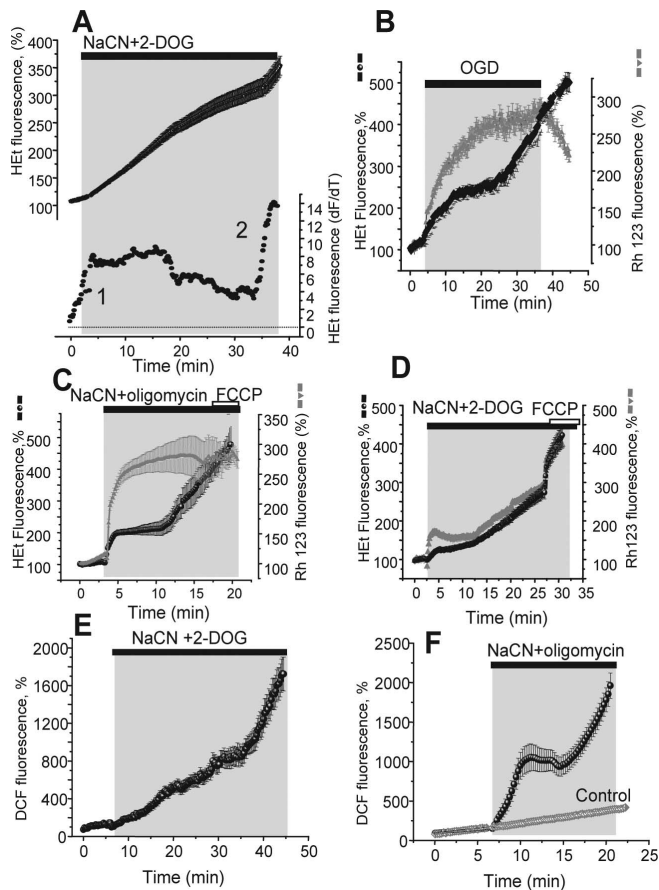 A
NaCN+2-DOG
HEt fluorescence, (%)
400
350
300
250
200
150
100
1
2
14
12
10
8
6
4
2
0
HEt fluorescence (dF/dT)
0 10 20 30 40
Time (min)
B
OGD
HEt Fluorescence,%
500
400
300
200
100
300
250
200
150
100
Rh 123 fluorescence (%)
0 10 20 30 40 50
Time (min)
C
NaCN+oligomycin FCCP
HEt Fluorescence,%
500
400
300
200
100
350
300
250
200
150
100
50
Rh 123 fluorescence (%)
0 5 10 15 20
Time (min)
D
NaCN+2-DOG FCCP
HEt Fluorescence,%
500
400
300
200
100
450
300
150
0
Rh123 fluorescence (%)
0 5 10 15 20 25 30 35
Time (min)
E
NaCN +2-DOG
DCF fluorescence, %
2000
1600
1200
800
400
0
0 10 20 30 40 50
Time (min)
F
NaCN+oligomycin
DCF fluorescence, %
2500
2000
1500
1000
500
0
Control
0 5 10 15 20 25
Time (min)